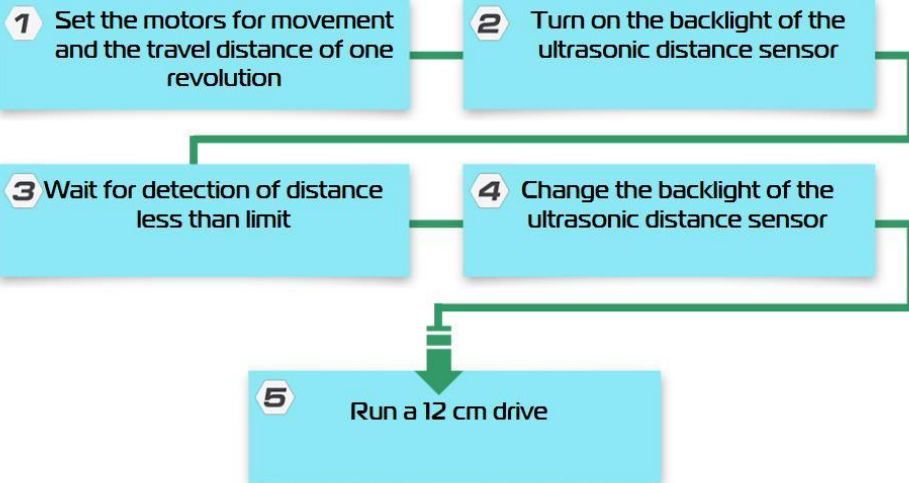 1 Set the motors for movement
and the travel distance of one
revolution
2 Turn on the backlight of the
ultrasonic distance sensor
3 Wait for detection of distance
less than limit
4 Change the backlight of the
ultrasonic distance sensor
5 Run a 12 cm drive